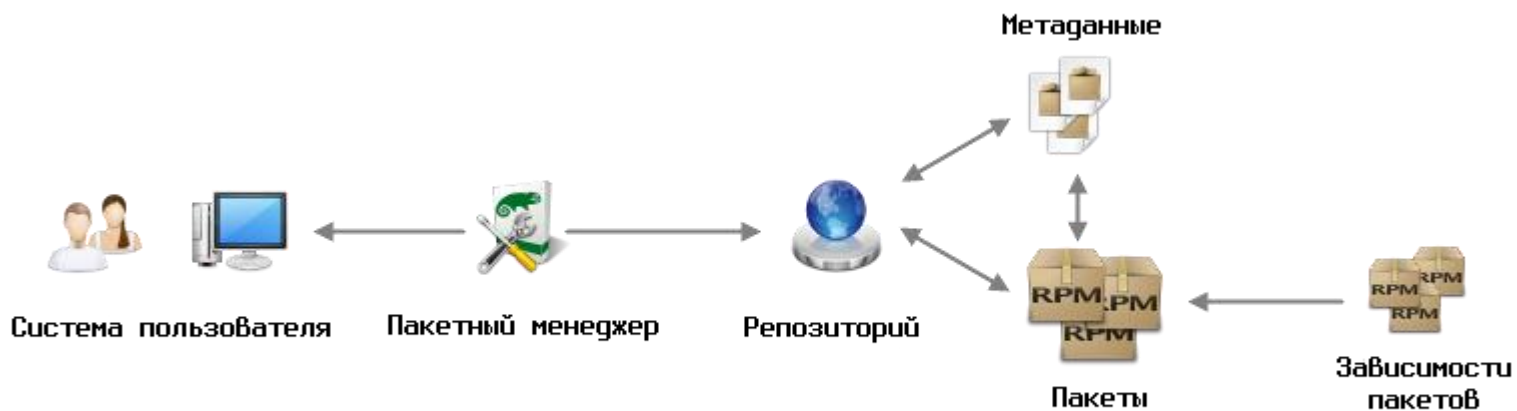 Метаданные
RPM
RPM
RPM
RPM
RPM
RPM
Система пользователя
Пакетный менеджер
Репозиторий
Пакеты
Зависимости
пакетов